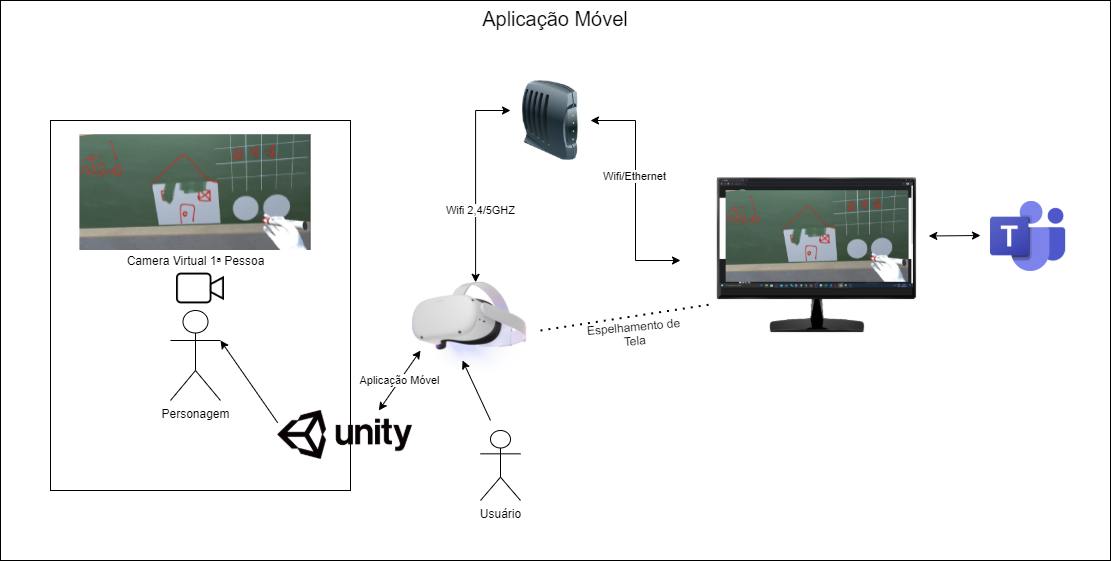 Aplicação Móvel
Wifi/Ethernet
Wifi 2,4/5GHZ
Camera Virtual 1ª Pessoa
T
Espelhamento de
Tela
Aplicação Móvel
Personagem
unity
Usuário